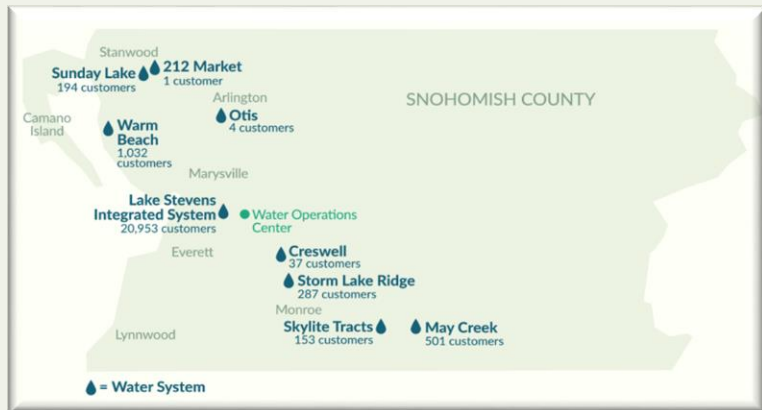 Stanwood
Sunday Lake
194 customers
212 Market
1 customer
Arlington
SNOHOMISH COUNTY
Otis
4 customers
Camano
Island
Warm
Beach
1,032
customers
Marysville
Lake Stevens
Integrated System
20,953 customers
Water Operations
Center
Everett
Creswell
37 customers
Storm Lake Ridge
287 customers
Monroe
Lynnwood
Skylite Tracts
153 customers
May Creek
501 customers
= Water System